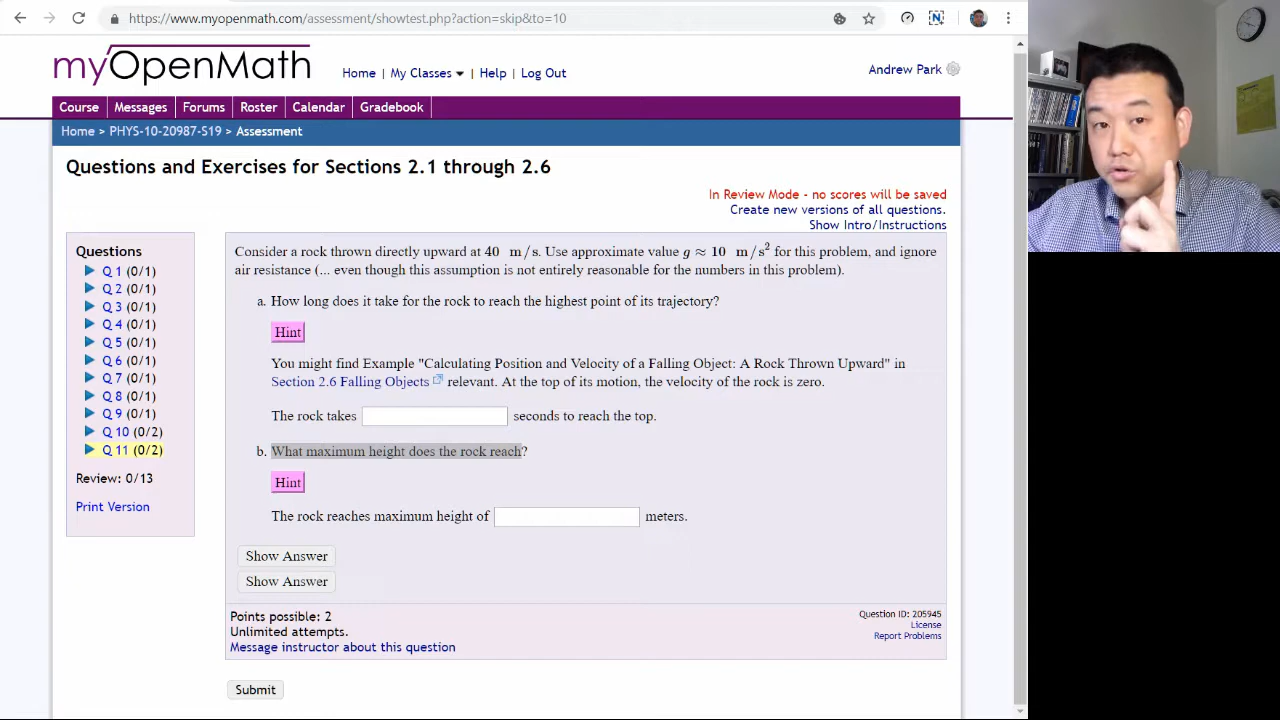 https://www.myopenmath.com/assessment/showtest.php?action=skip&to=10
myOpenMath
Home | My Classes | Help | Log Out
Andrew Park
Course Messages Forums Roster Calendar Gradebook
Home > PHYS-10-20987-S19 > Assessment
Questions and Exercises for Sections 2.1 through 2.6
In Review Mode - no scores will be saved
Create new versions of all questions.
Show Intro/Instructions
Questions
Q 1 (0/1)
Q 2 (0/1)
Q 3 (0/1)
Q 4 (0/1)
Q 5 (0/1)
Q 6 (0/1)
Q 7 (0/1)
Q 8 (0/1)
Q 9 (0/1)
Q 10 (0/2)
Q 11 (0/2)
Review: 0/13
Print Version
Consider a rock thrown directly upward at 40 m/s. Use approximate value g ≈ 10 m/s² for this problem, and ignore
air resistance (... even though this assumption is not entirely reasonable for the numbers in this problem).
a. How long does it take for the rock to reach the highest point of its trajectory?
Hint
You might find Example "Calculating Position and Velocity of a Falling Object: A Rock Thrown Upward" in
Section 2.6 Falling Objects relevant. At the top of its motion, the velocity of the rock is zero.
The rock takes seconds to reach the top.
b. What maximum height does the rock reach?
Hint
The rock reaches maximum height of meters.
Show Answer
Show Answer
Points possible: 2
Unlimited attempts.
Message instructor about this question
Question ID: 205945
License
Report Problems
Submit